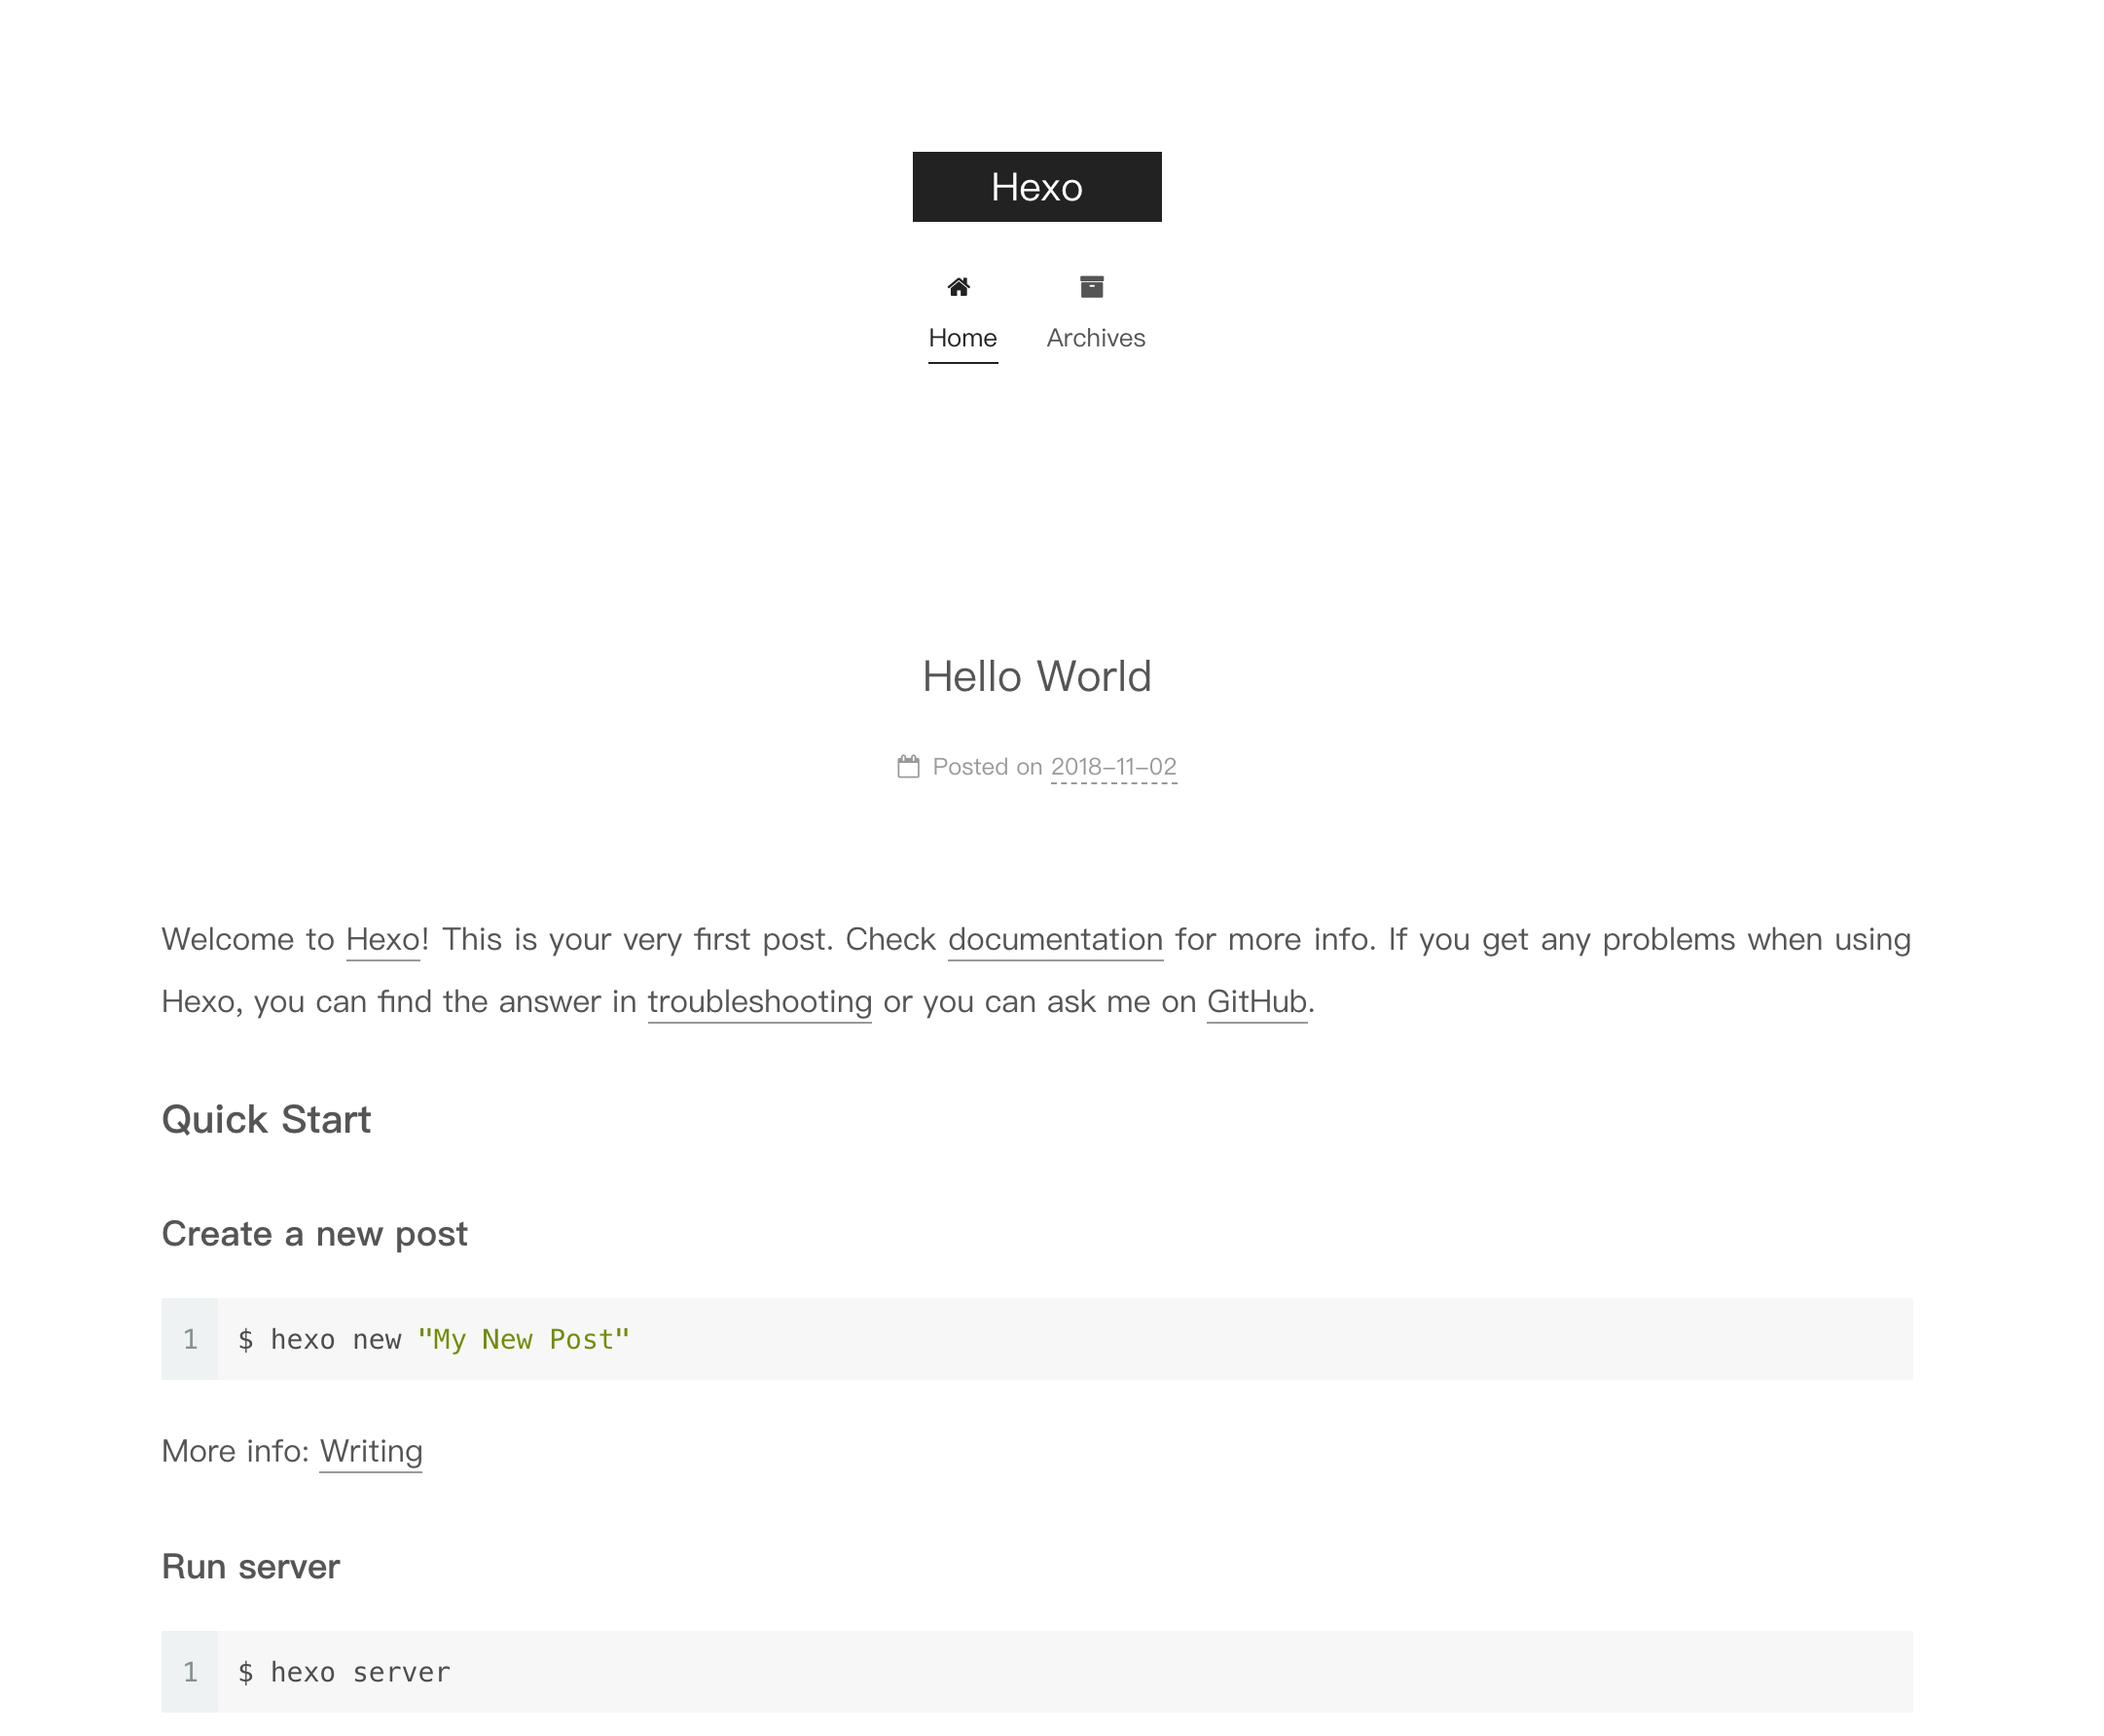 Hexo
Home Archives
Hello World
Posted on 2018-11-02
Welcome to Hexo! This is your very first post. Check documentation for more info. If you get any problems when using
Hexo, you can find the answer in troubleshooting or you can ask me on GitHub.
Quick Start
Create a new post
1 $ hexo new "My New Post"
More info: Writing
Run server
1 $ hexo server